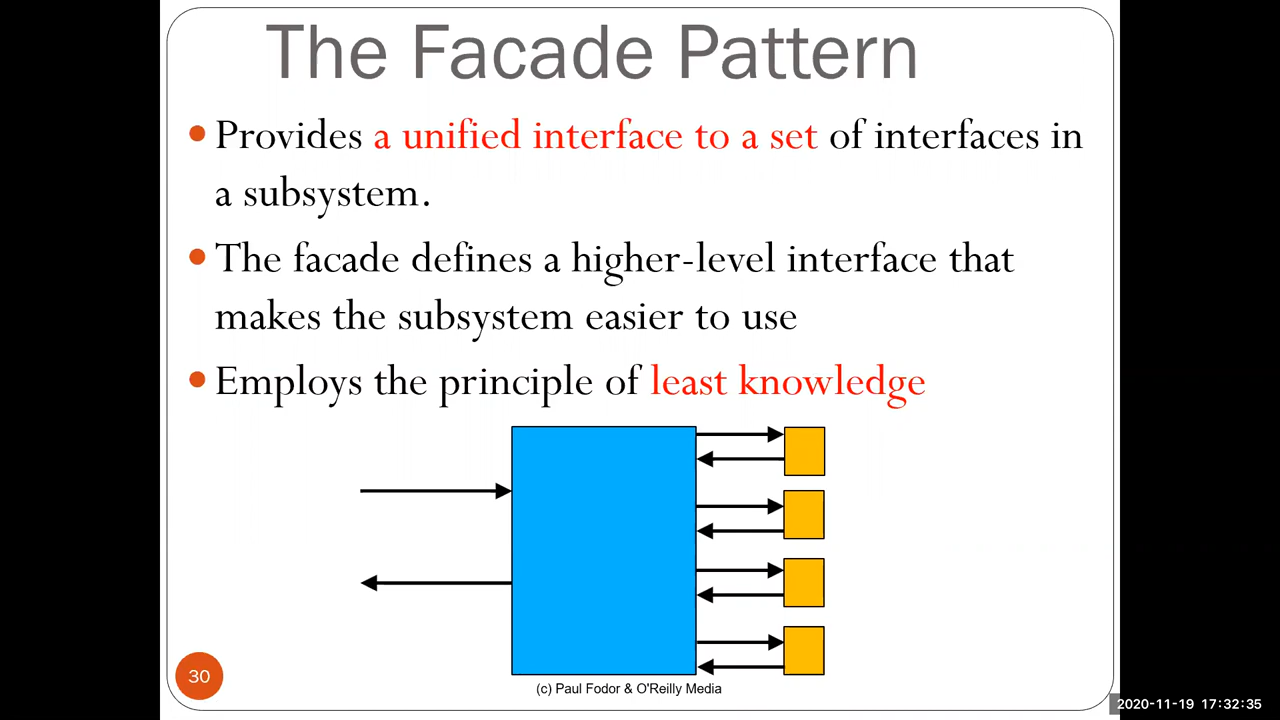 The Facade Pattern
• Provides a unified interface to a set of interfaces in
a subsystem.
• The facade defines a higher-level interface that
makes the subsystem easier to use
• Employs the principle of least knowledge
30
(c) Paul Fodor & O'Reilly Media
2020-11-19 17:32:35